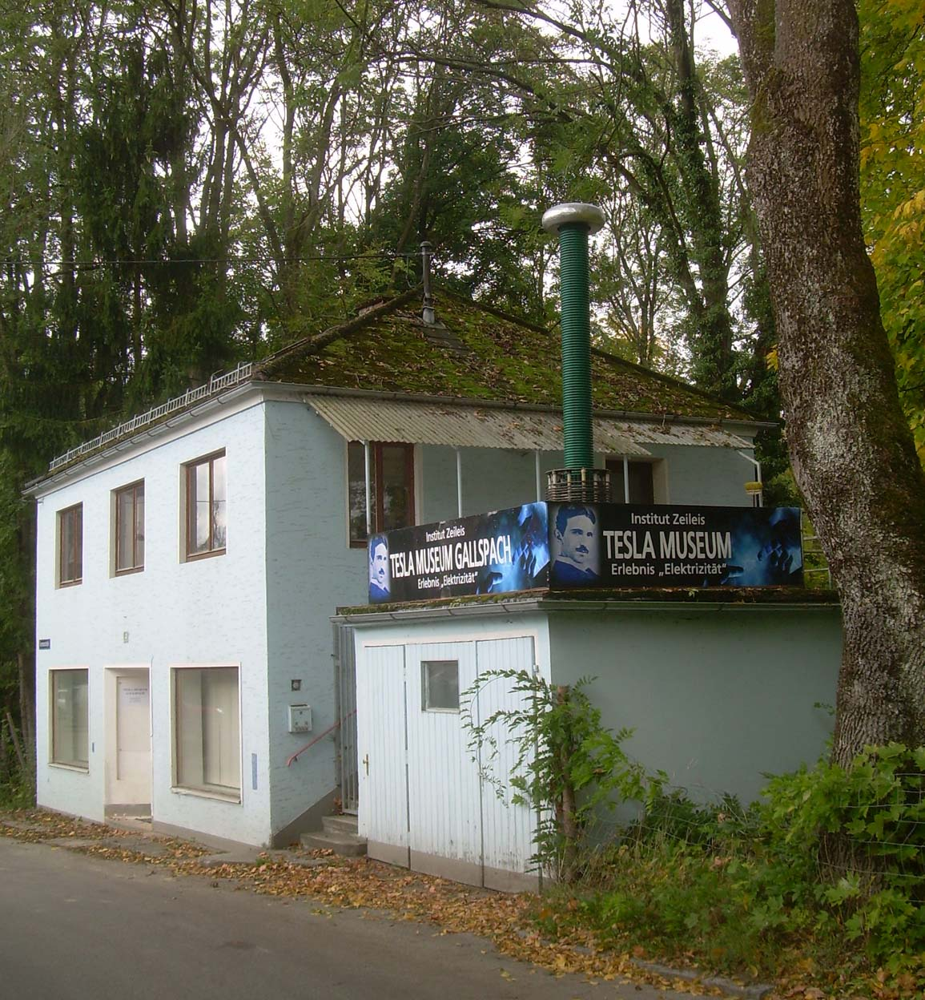 Institut Zeileis
TESLA MUSEUM GALLSPACH
Erlebnis „Elektrizität“
Institut Zeileis
TESLA MUSEUM
Erlebnis „Elektrizität“